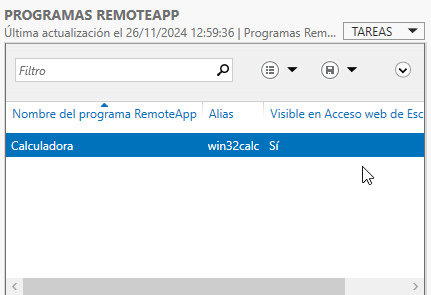 PROGRAMAS REMOTEAPP
Última actualización el 26/11/2024 12:59:36 | Programas Rem... TAREAS
Filtro
Nombre del programa RemoteApp Alias Visible en Acceso web de Esc
Calculadora win32calc Sí